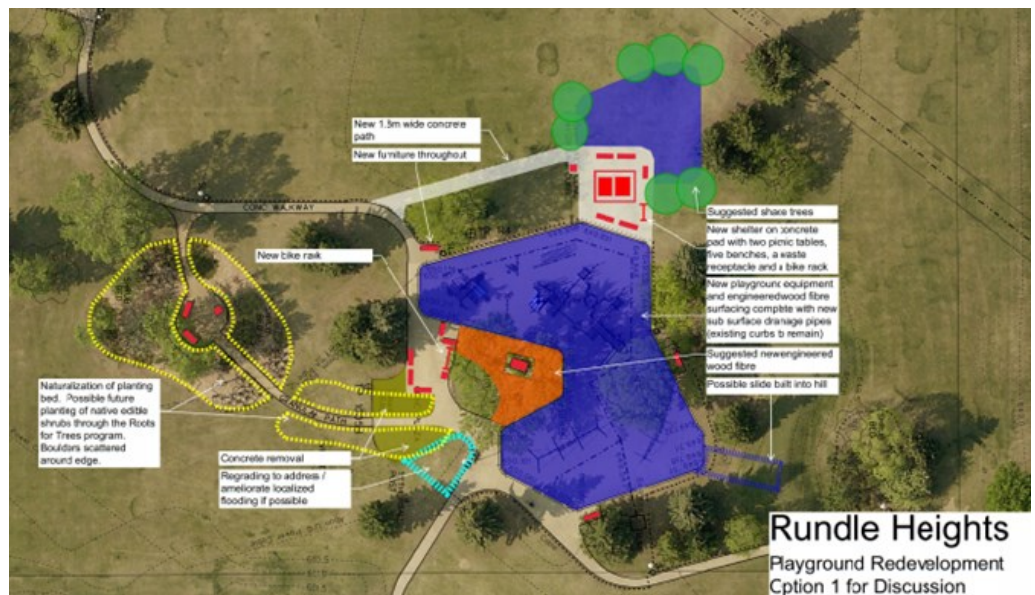 New 1.8m wide concrete
path
New furniture throughout
CONC WALKWAY
New bike rack
Suggested shade trees
New shelter on concrete
pad with two picnic tables,
five benches, a waste
receptacle and a bike rack
New playground equipment
and engineeredwood fibre
surfacing complete with new
sub surface drainage pipes
(existing curbs to remain)
Suggested newengineered
wood fibre
Possible slide built into hill
Naturalization of planting
bed. Possible future
planting of native edible
shrubs through the Roots
for Trees program.
Boulders scattered
around edge.
Concrete removal
Regrading to address /
ameliorate localized
flooding if possible
Rundle Heights
Playground Redevelopment
Option 1 for Discussion